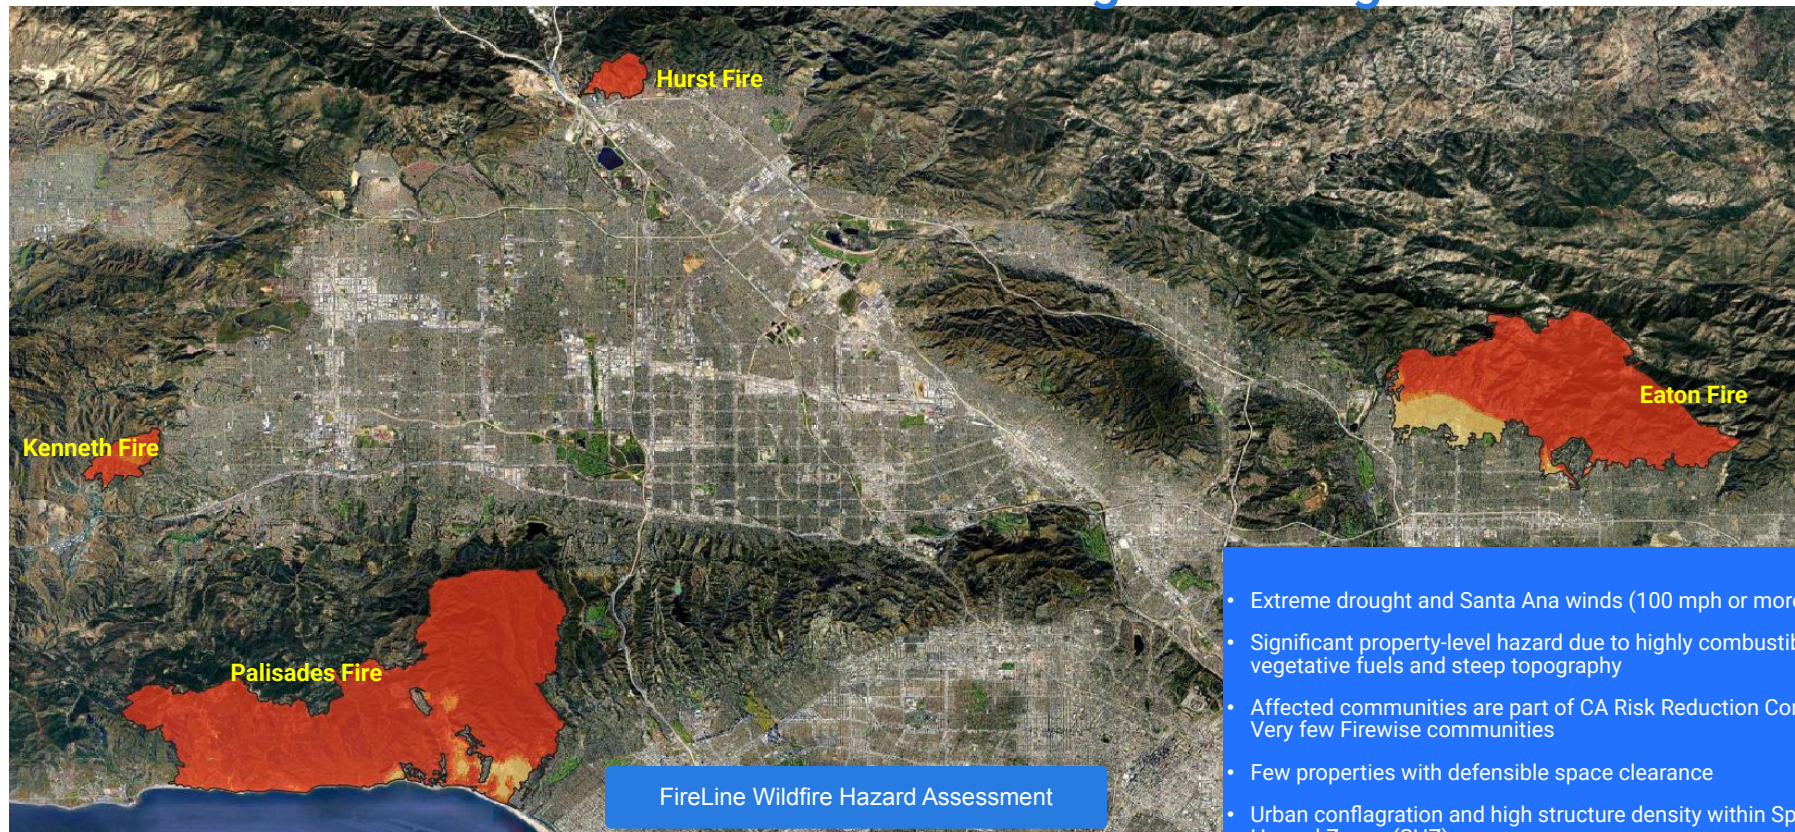 Hurst Fire
Eaton Fire
Kenneth Fire
Palisades Fire
FireLine Wildfire Hazard Assessment
• Extreme drought and Santa Ana winds (100 mph or more
• Significant property-level hazard due to highly
vegetative fuels and steep topography
• Affected communities are part of CA Risk Reduction
Very few Firewise communities
• Few properties with defensible space clearance
• Urban conflagration and high structure density within